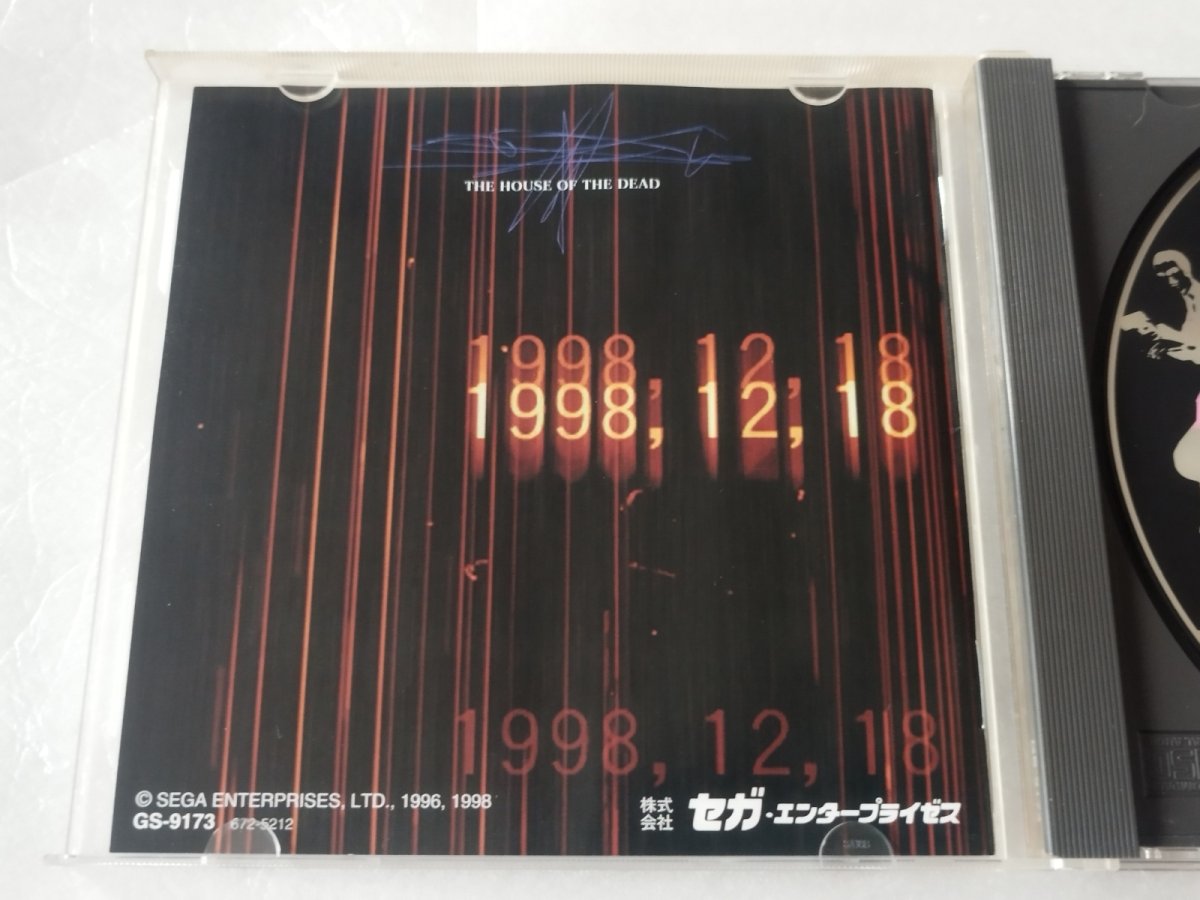 THE HOUSE OF THE DEAD
1998, 12, 18
1998, 12, 18
1998, 12, 18
© SEGA ENTERPRISES, LTD., 1996, 1998
GS-9173 672-5212
株式会社 セガ・エンタープライゼス